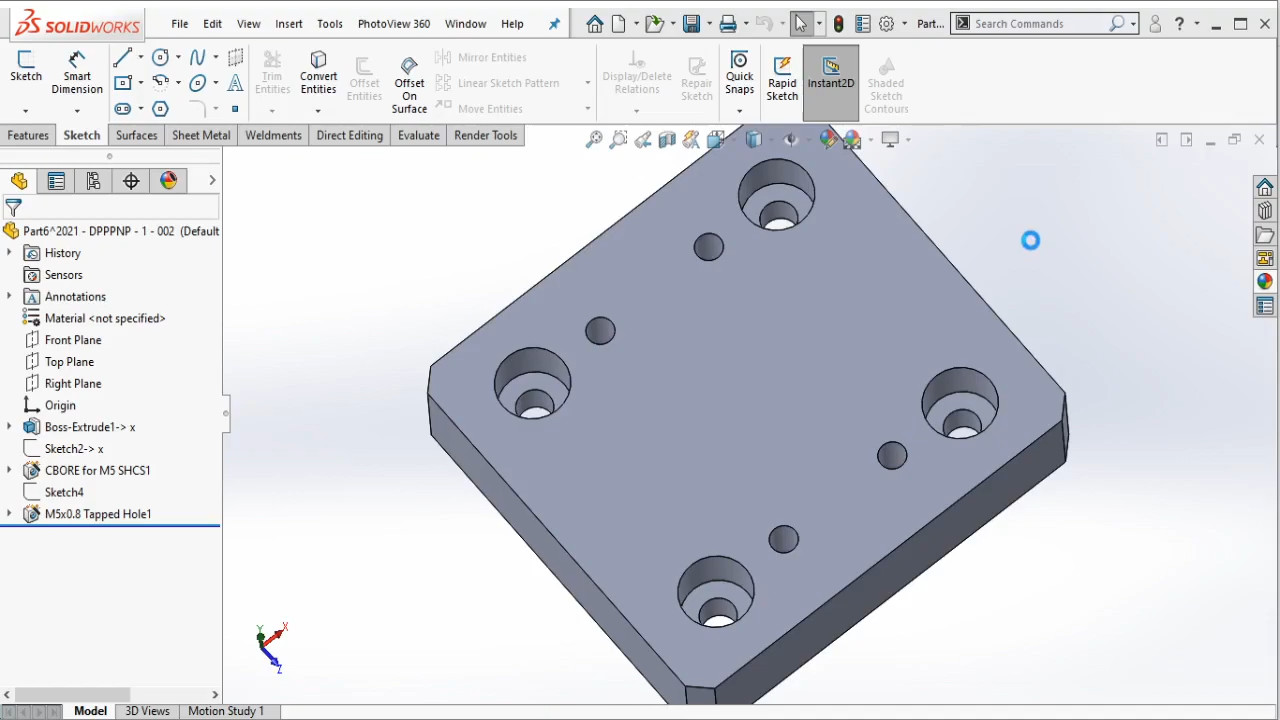 SOLIDWORKS File Edit View Insert Tools PhotoView 360 Window Help Part... Search Commands ?
Sketch Smart Dimension Trim Entities Convert Entities Offset Entities Offset On Surface Mirror Entities Linear Sketch Pattern Move Entities Display/Delete Relations Repair Sketch Quick Snaps Rapid Sketch Instant2D Shaded Sketch Contours
Features Sketch Surfaces Sheet Metal Weldments Direct Editing Evaluate Render Tools
Part6^2021 - DPPPNP - 1 - 002 (Default
History
Sensors
Annotations
Material <not specified>
Front Plane
Top Plane
Right Plane
Origin
Boss-Extrude1-> x
Sketch2-> x
CBORE for M5 SHCS1
Sketch4
M5x0.8 Tapped Hole1
Y X
Z
Model 3D Views Motion Study 1